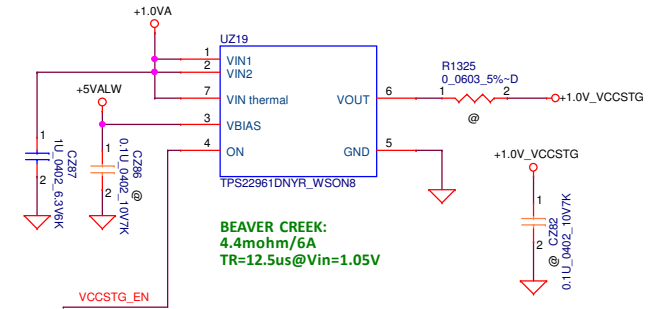 +1.0VA
UZ19
1 VIN1
2 VIN2
7 VIN thermal
3 VBIAS
4 ON
VOUT 6
GND 5
TPS22961DNYR_WSON8
+5VALW
1
2
CZ87
1U_0402_6.3V6K
1
2
CZ86
@
0.1U_0402_10V7K
R1325
0_0603_5%~D
1 2
@
+1.0V_VCCSTG
+1.0V_VCCSTG
1
2
CZ82
@
0.1U_0402_10V7K
BEAVER CREEK:
4.4mohm/6A
TR=12.5us@Vin=1.05V
VCCSTG_EN